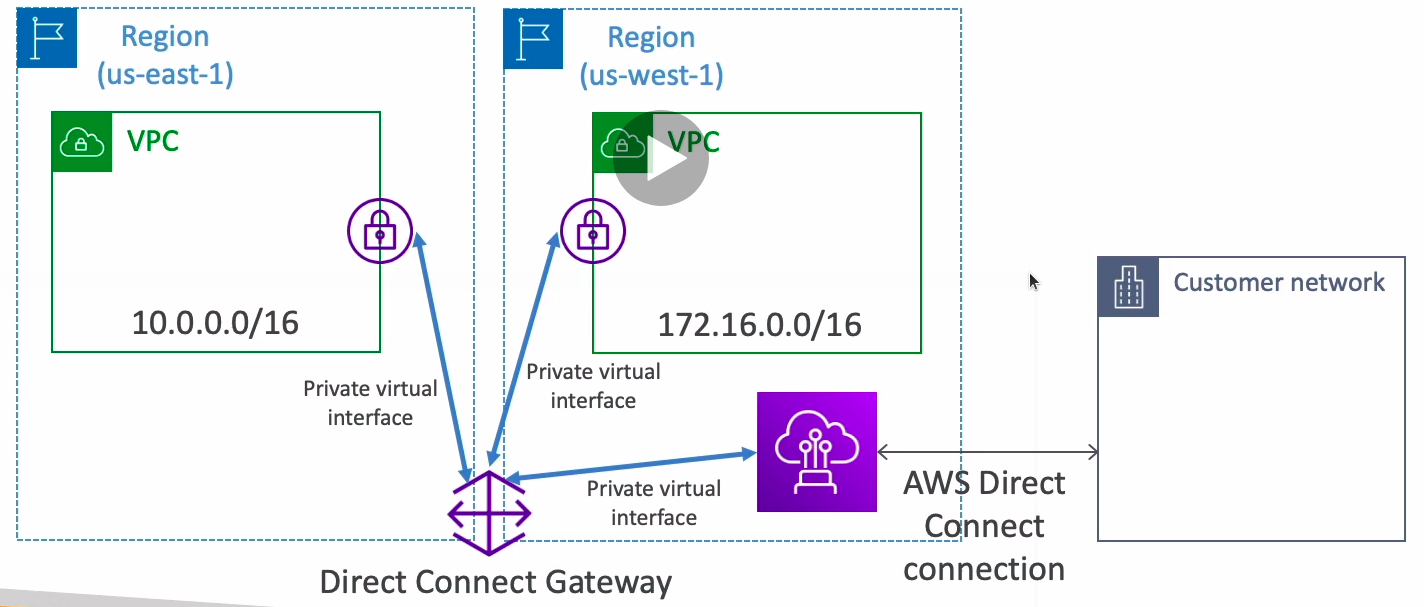 Region
(us-east-1)
Region
(us-west-1)
VPC
VPC
10.0.0.0/16
172.16.0.0/16
Customer network
Private virtual
interface
Private virtual
interface
Private virtual
interface
AWS Direct
Connect
connection
Direct Connect Gateway